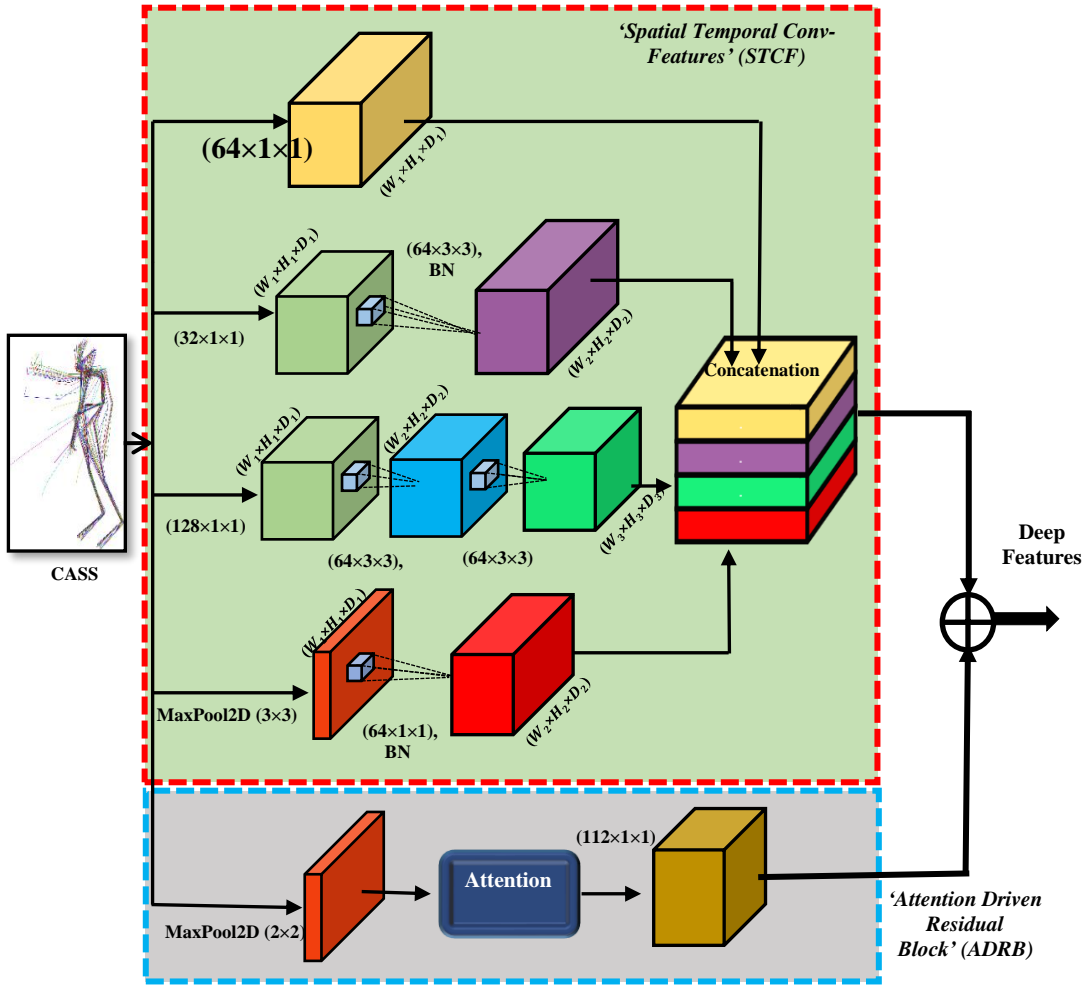 ‘Spatial Temporal Conv-
Features’ (STCF)
(64×1×1)
(W₁×H₁×D₁)
(W₁×H₁×D₁)
(64×3×3),
BN
(32×1×1)
(W₂×H₂×D₂)
Concatenation
CASS
(W₁×H₁×D₁)
(W₂×H₂×D₂)
(128×1×1)
(64×3×3),
(64×3×3)
(W₃×H₃×D₃)
Deep
Features
(W₁×H₁×D₁)
MaxPool2D (3×3)
(64×1×1),
BN
(W₂×H₂×D₂)
(112×1×1)
Attention
MaxPool2D (2×2)
‘Attention Driven
Residual
Block’ (ADRB)